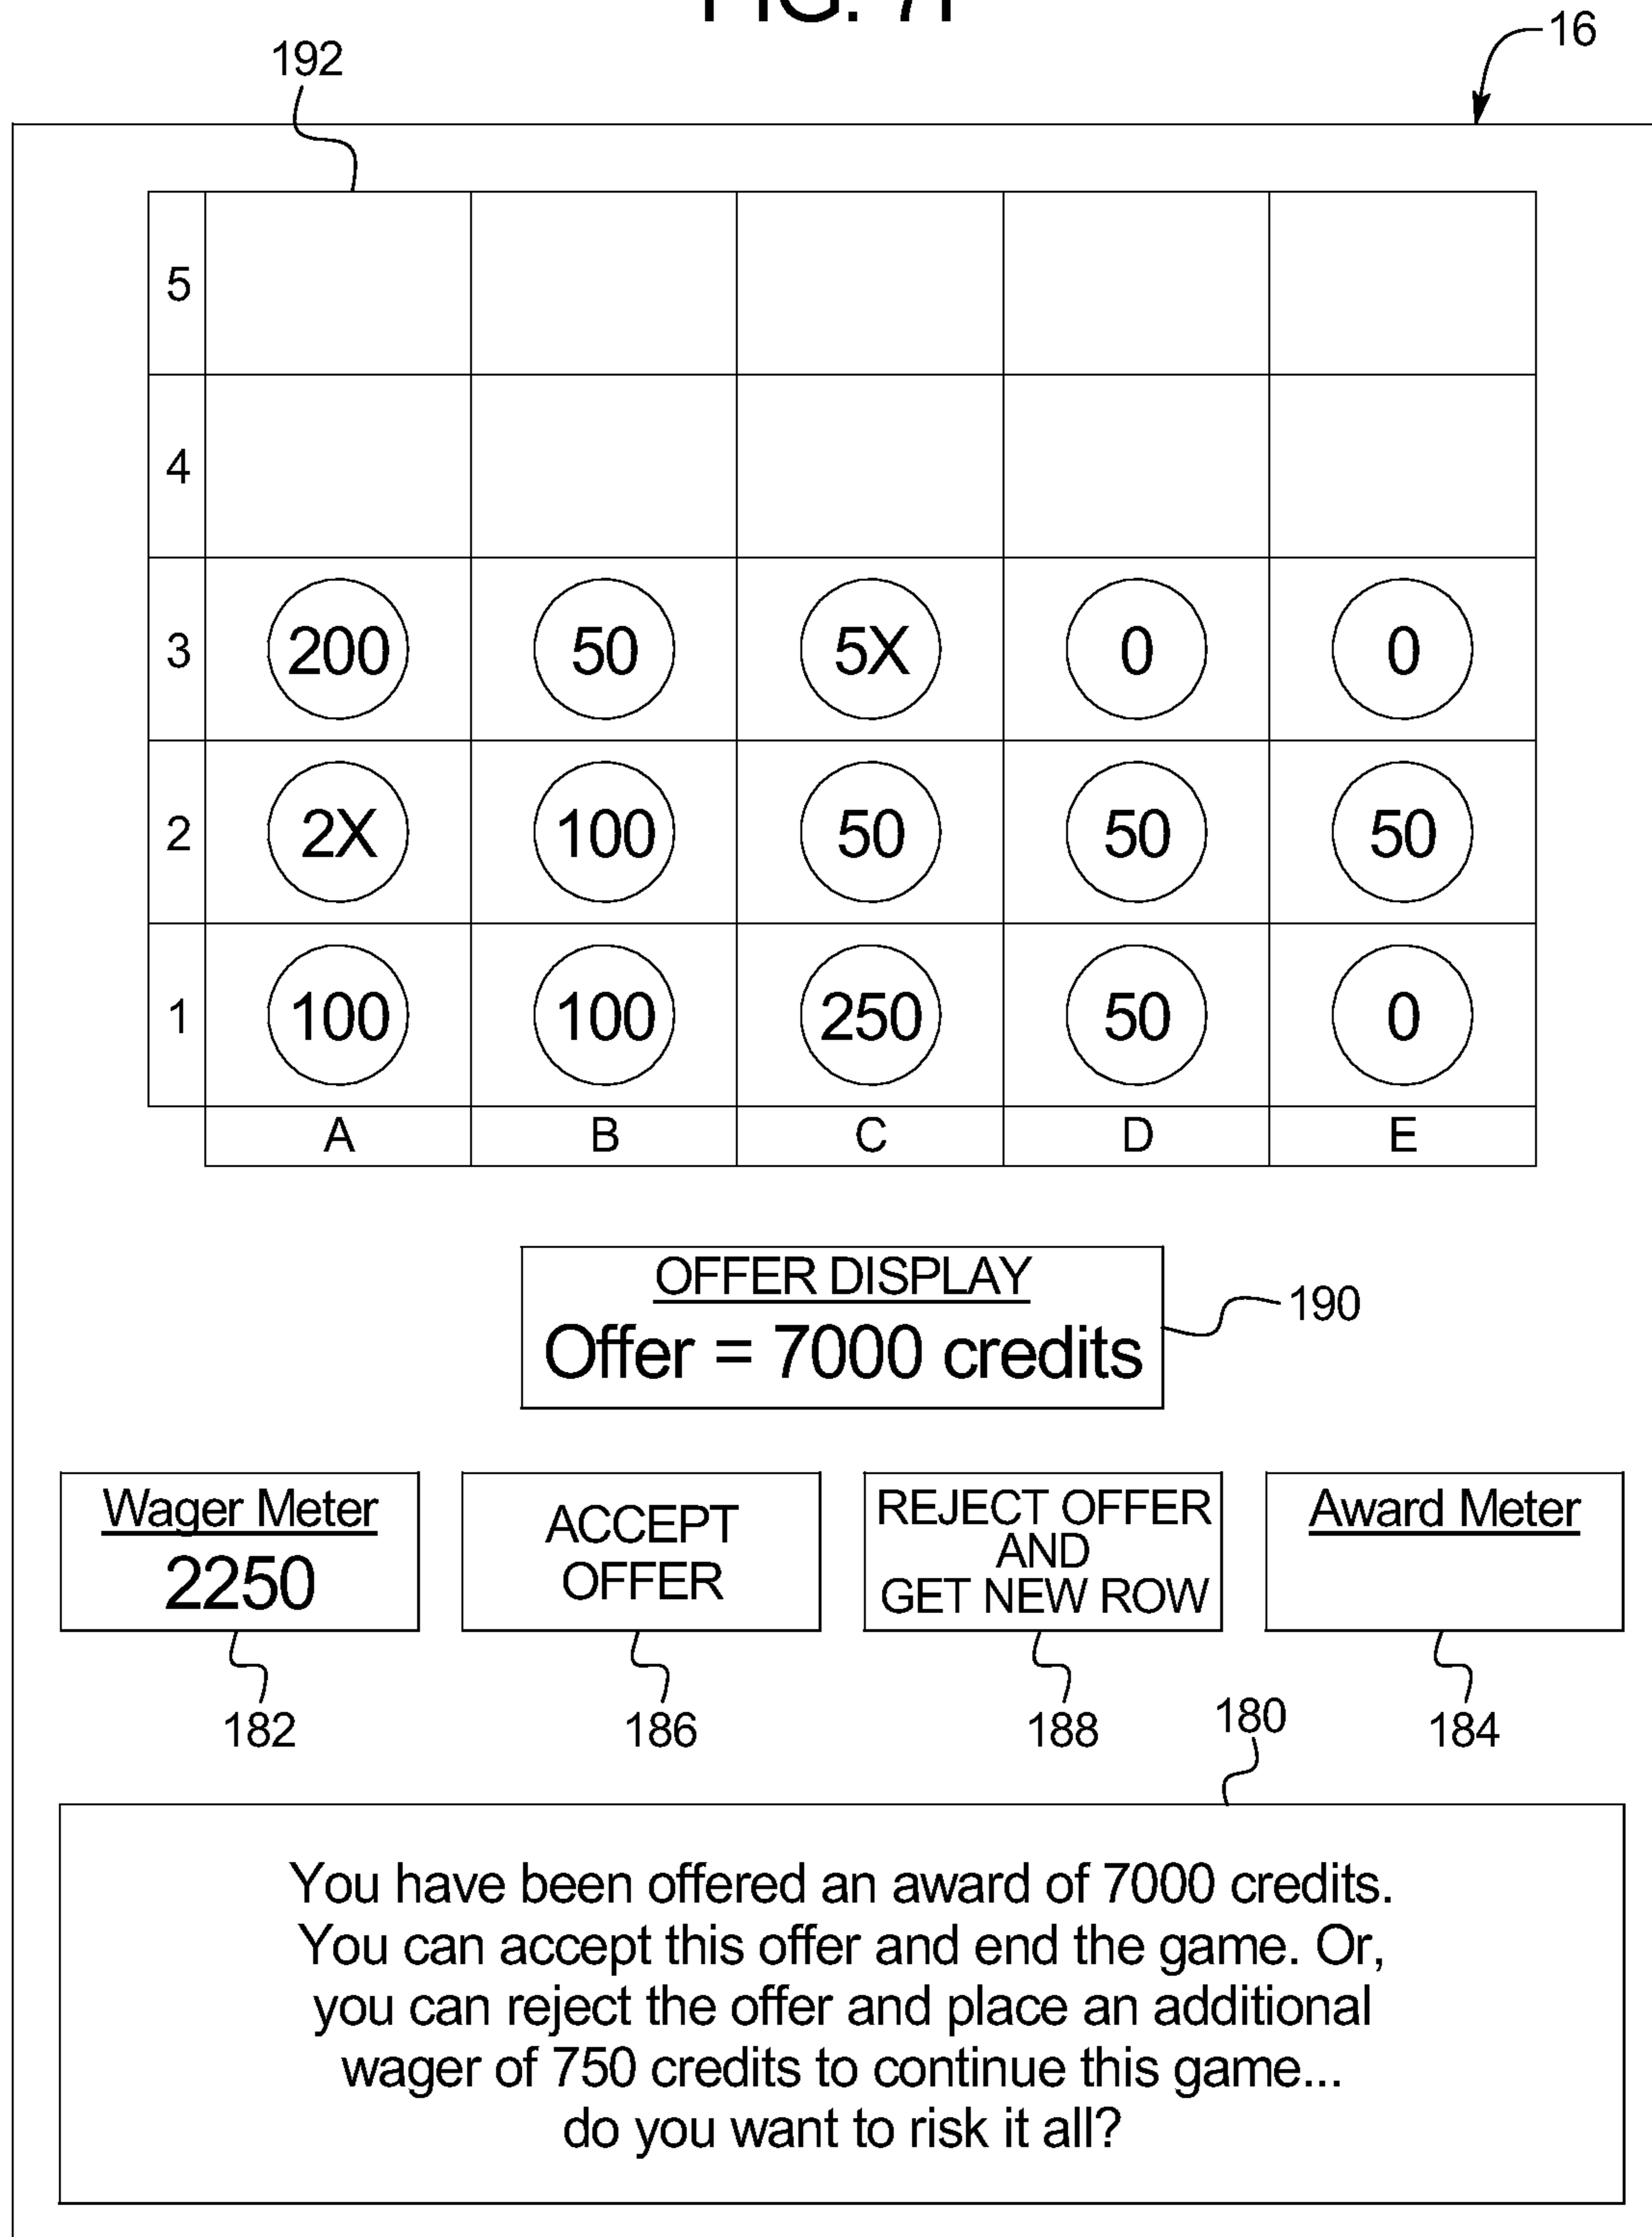 192
16
5
4
3 200 50 5X 0 0
2 2X 100 50 50 50
1 100 100 250 50 0
A B C D E
OFFER DISPLAY
Offer = 7000 credits
190
Wager Meter
2250
ACCEPT
OFFER
REJECT OFFER
AND
GET NEW ROW
Award Meter
182
186
188
180
184
You have been offered an award of 7000 credits.
You can accept this offer and end the game. Or,
you can reject the offer and place an additional
wager of 750 credits to continue this game...
do you want to risk it all?